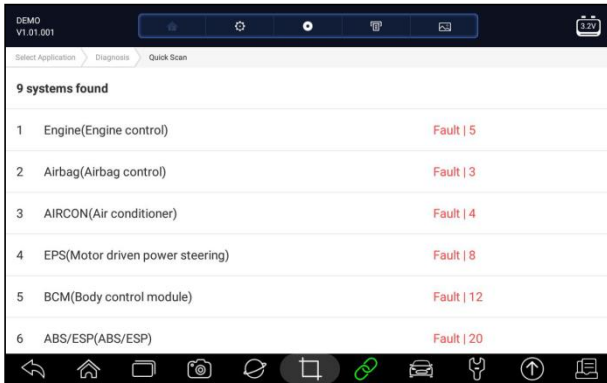 DEMO
V1.01.001
3.2V
Select Application Diagnosis Quick Scan
9 systems found
1 Engine(Engine control) Fault | 5
2 Airbag(Airbag control) Fault | 3
3 AIRCON(Air conditioner) Fault | 4
4 EPS(Motor driven power steering) Fault | 8
5 BCM(Body control module) Fault | 12
6 ABS/ESP(ABS/ESP) Fault | 20